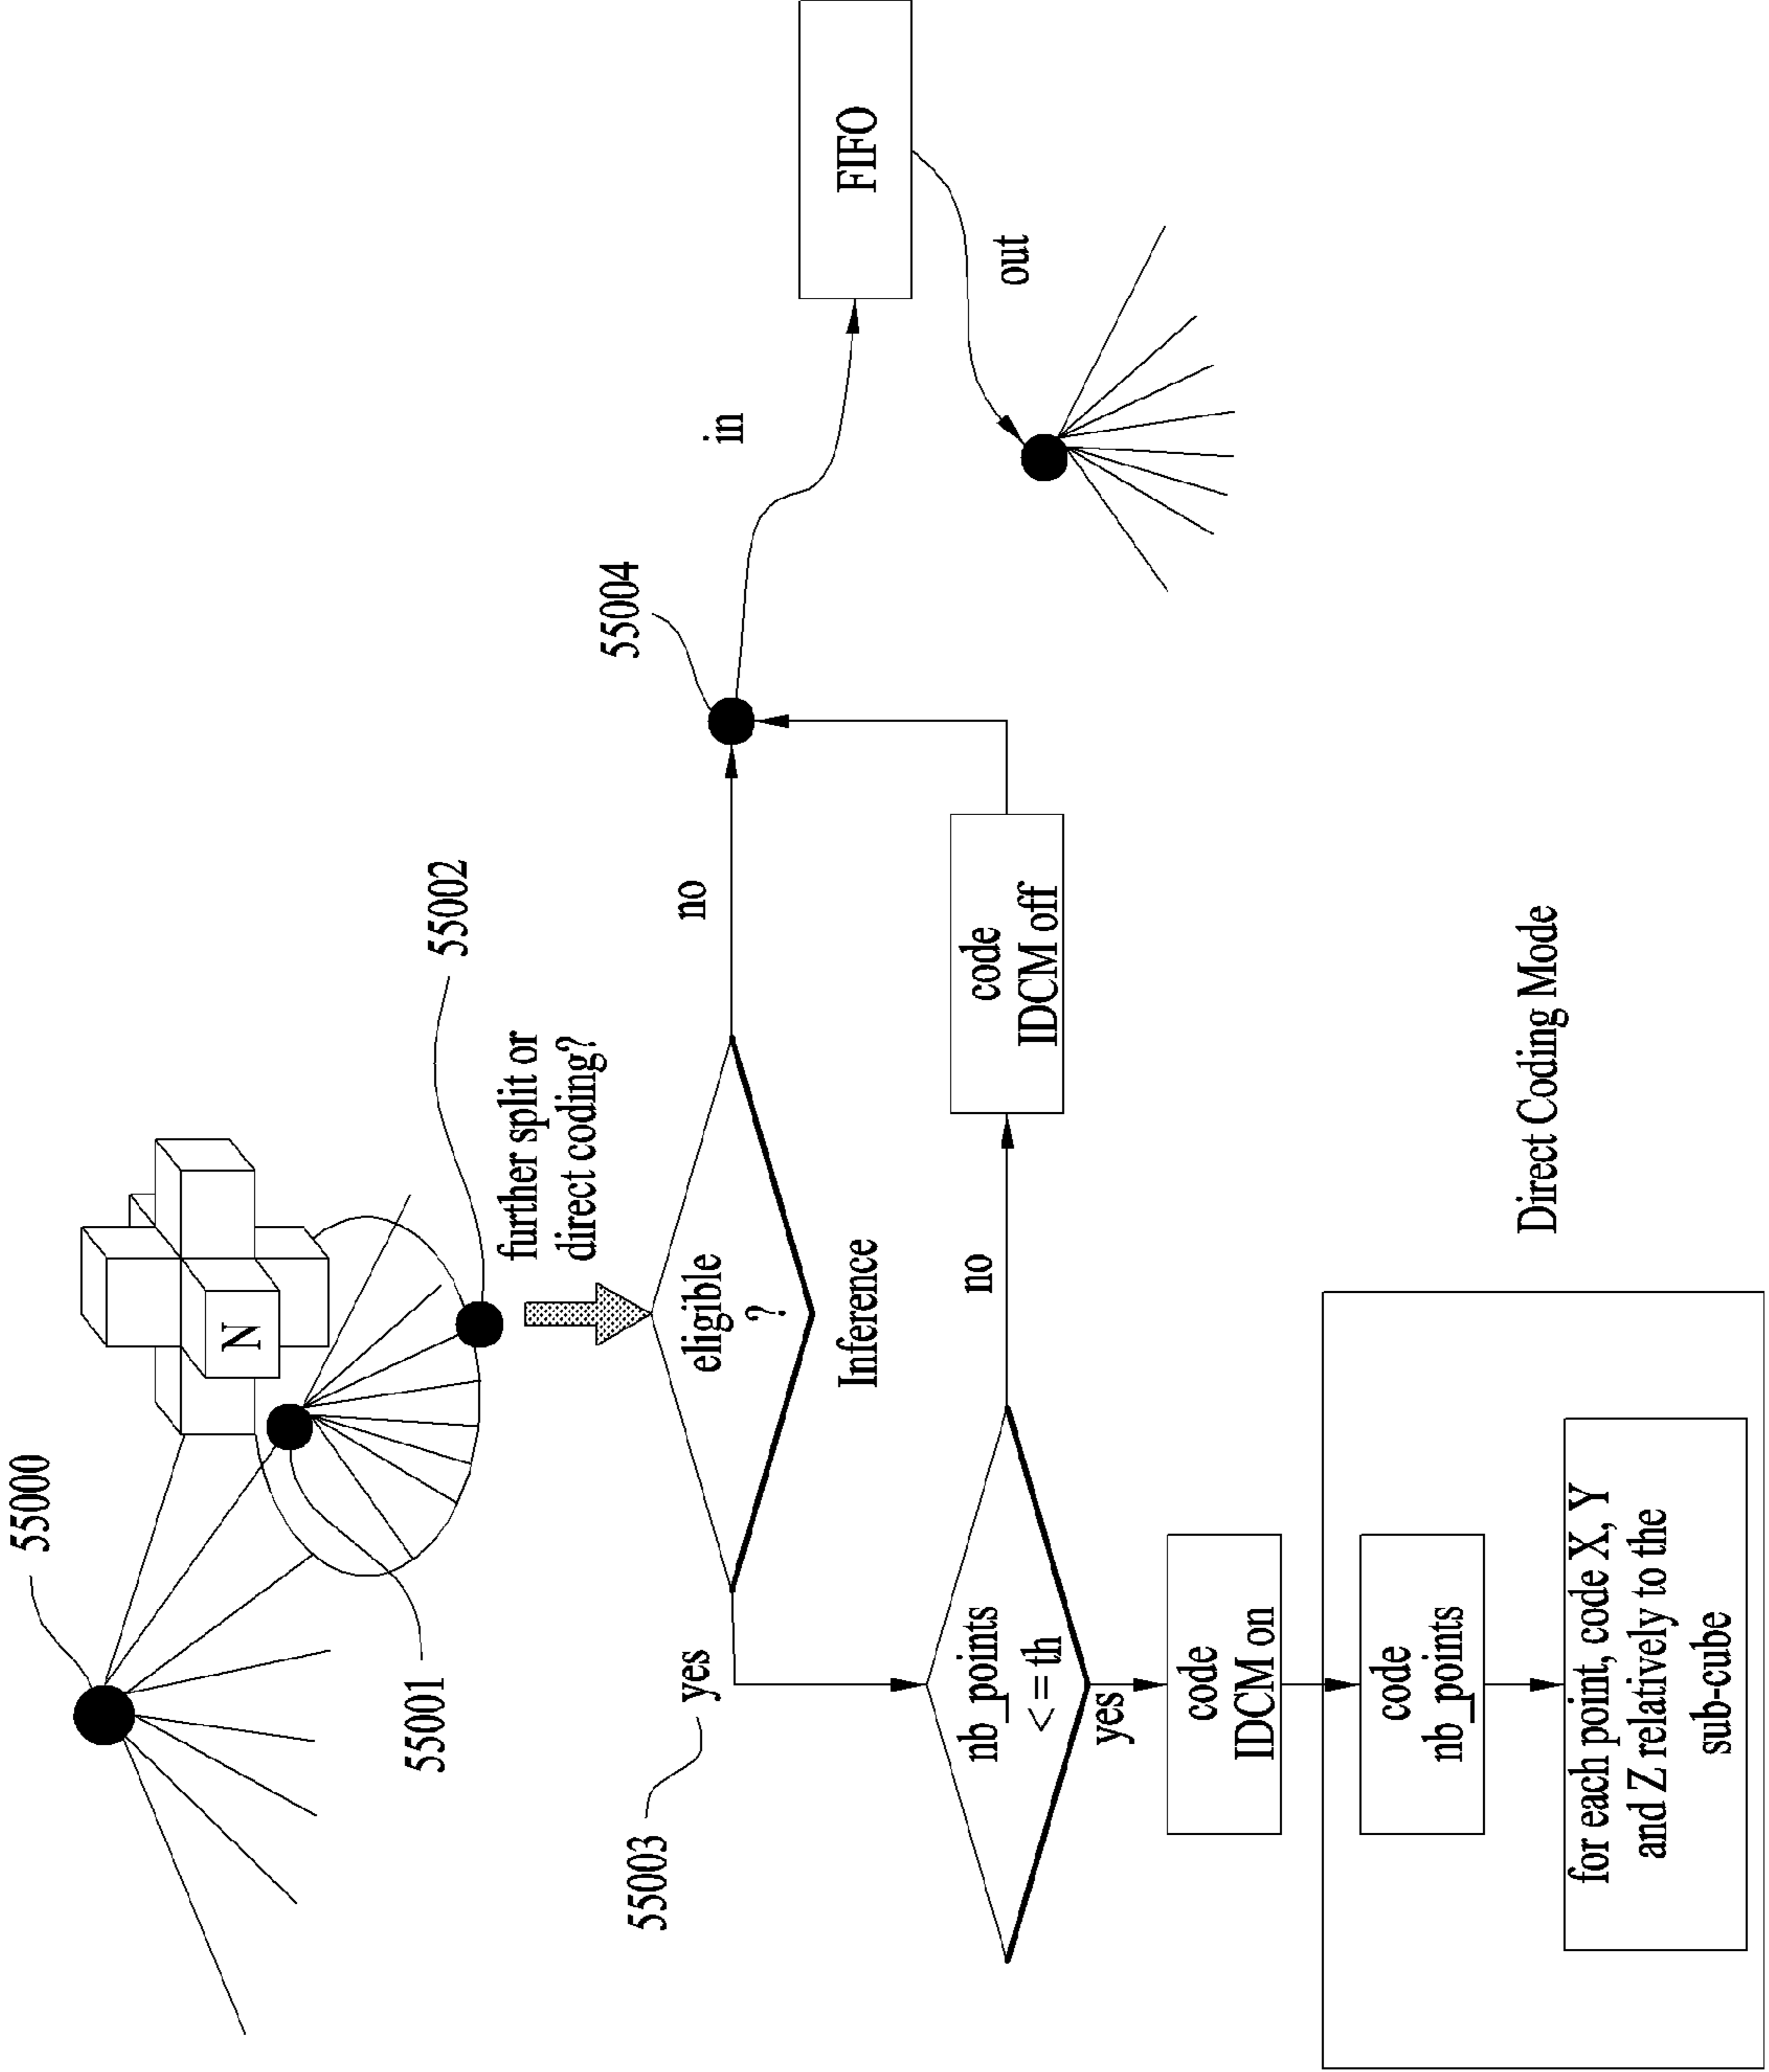 55000
N
55001
55002
further split or
direct coding?
55003
yes
eligible
?
no
55004
in
FIFO
Inference
out
nb_points
<=th
no
code
IDCM off
yes
code
IDCM on
code
nb_points
for each point, code X, Y
and Z relatively to the
sub-cube
Direct Coding Mode